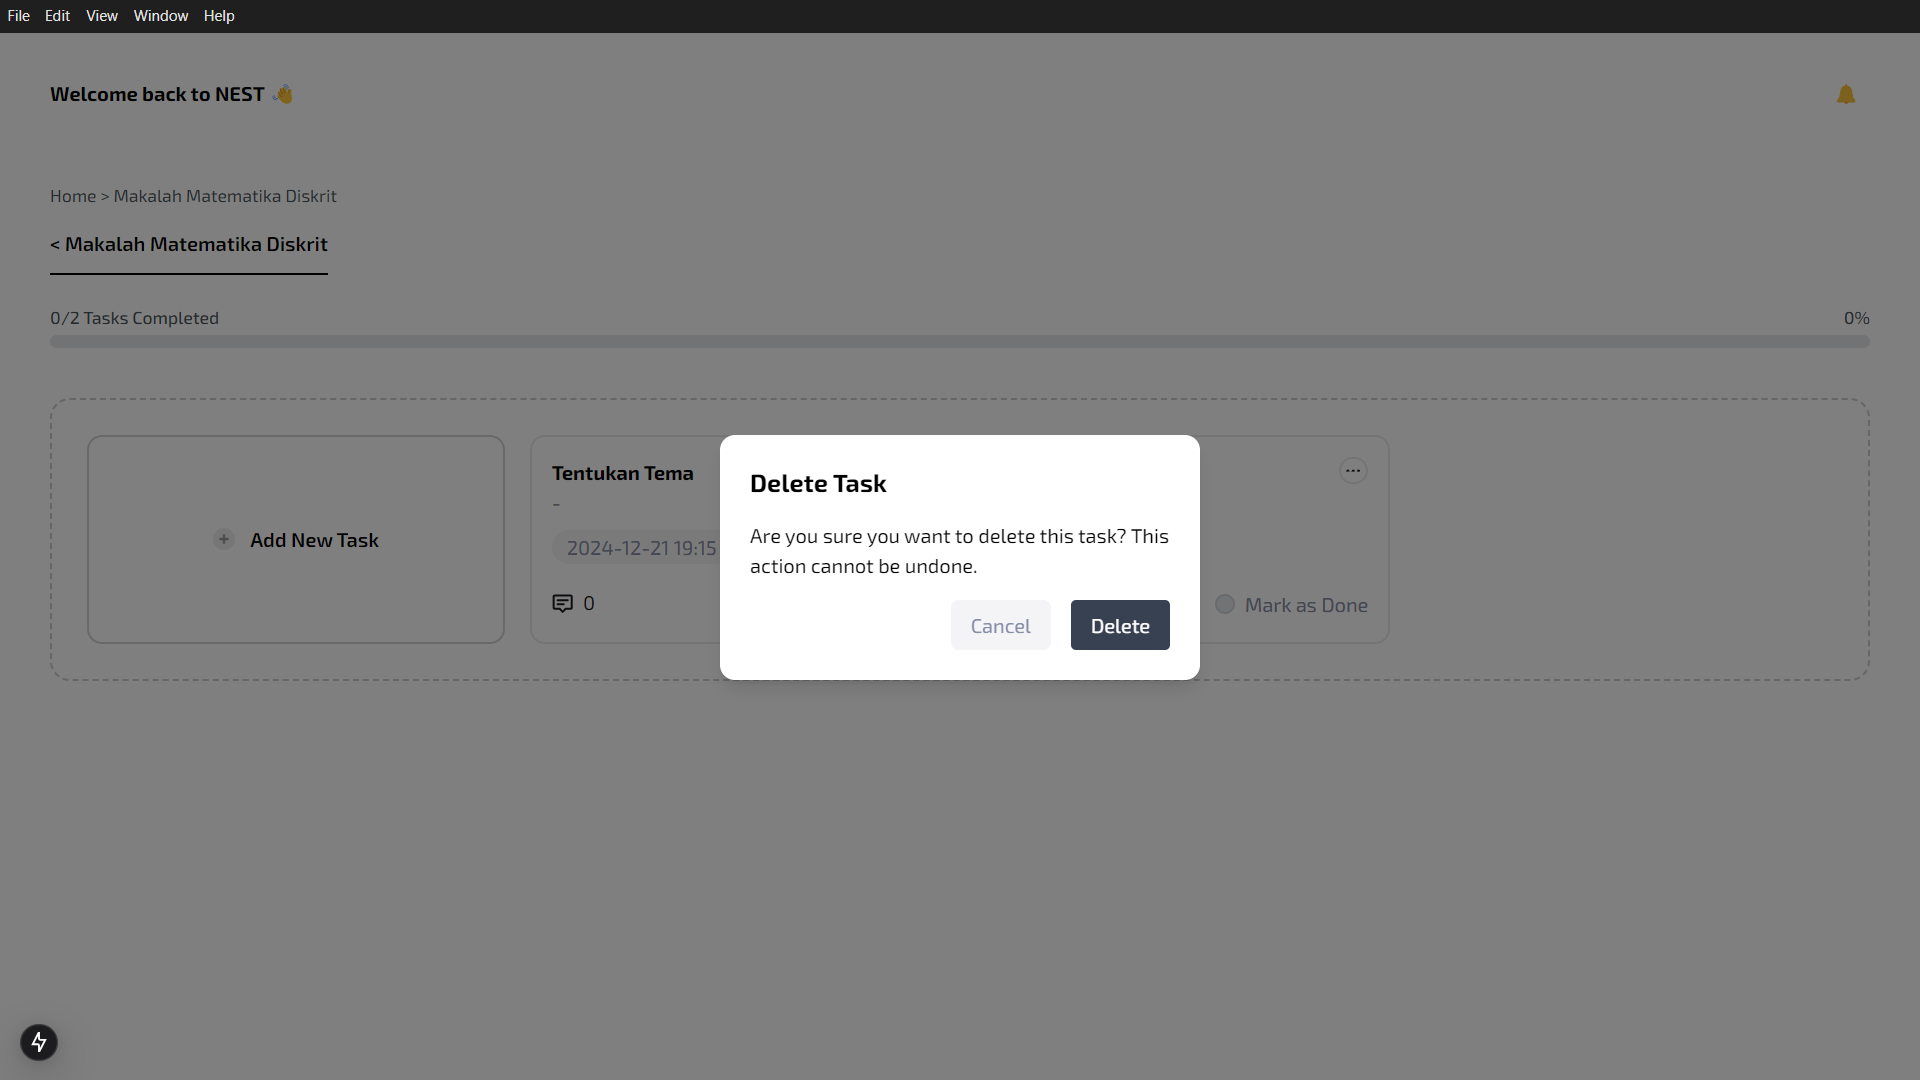 File Edit View Window Help
Welcome back to NEST 👋
Home > Makalah Matematika Diskrit
< Makalah Matematika Diskrit
0/2 Tasks Completed 0%
+ Add New Task
Tentukan Tema
-
2024-12-21 19:15
0
Delete Task
Are you sure you want to delete this task? This
action cannot be undone.
Cancel Delete
Mark as Done